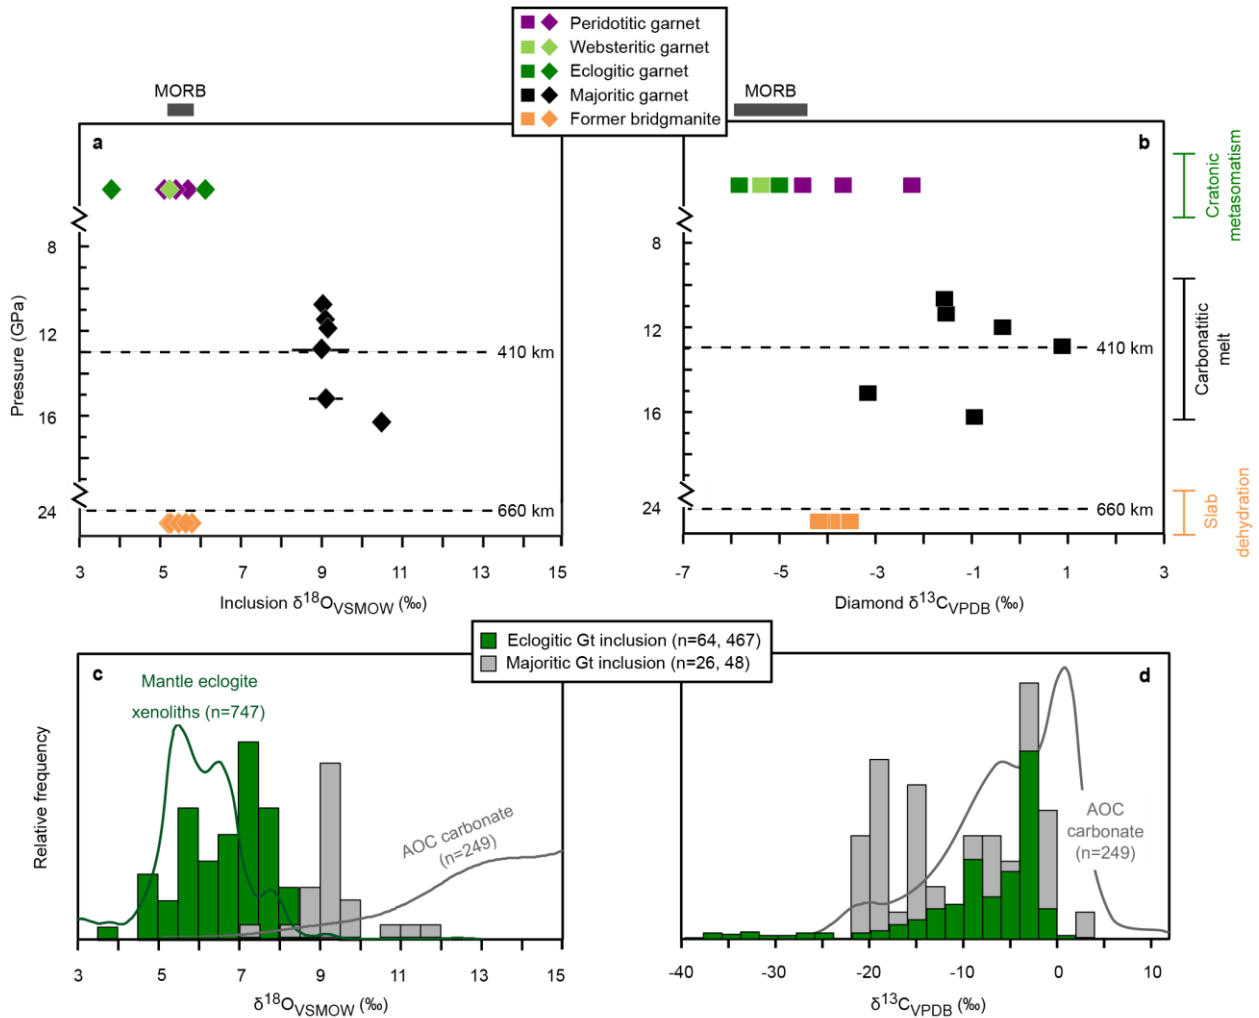 Peridotitic garnet
Websteritic garnet
Eclogitic garnet
Majoritic garnet
Former bridgmanite
MORB
MORB
a
b
Pressure (GPa)
8
12
16
24
410 km
660 km
3 5 7 9 11 13 15
Inclusion δ18OVSMOW (‰)
8
12
16
24
410 km
660 km
-7 -5 -3 -1 1 3
Diamond δ13CVPDB (‰)
Cratonic
metasomatism
Carbonatitic
melt
Slab
dehydration
Eclogitic Gt inclusion (n=64, 467)
Majoritic Gt inclusion (n=26, 48)
c
Mantle eclogite
xenoliths (n=747)
AOC carbonate
(n=249)
Relative frequency
3 5 7 9 11 13 15
δ18OVSMOW (‰)
d
AOC
carbonate
(n=249)
-40 -30 -20 -10 0 10
δ13CVPDB (‰)